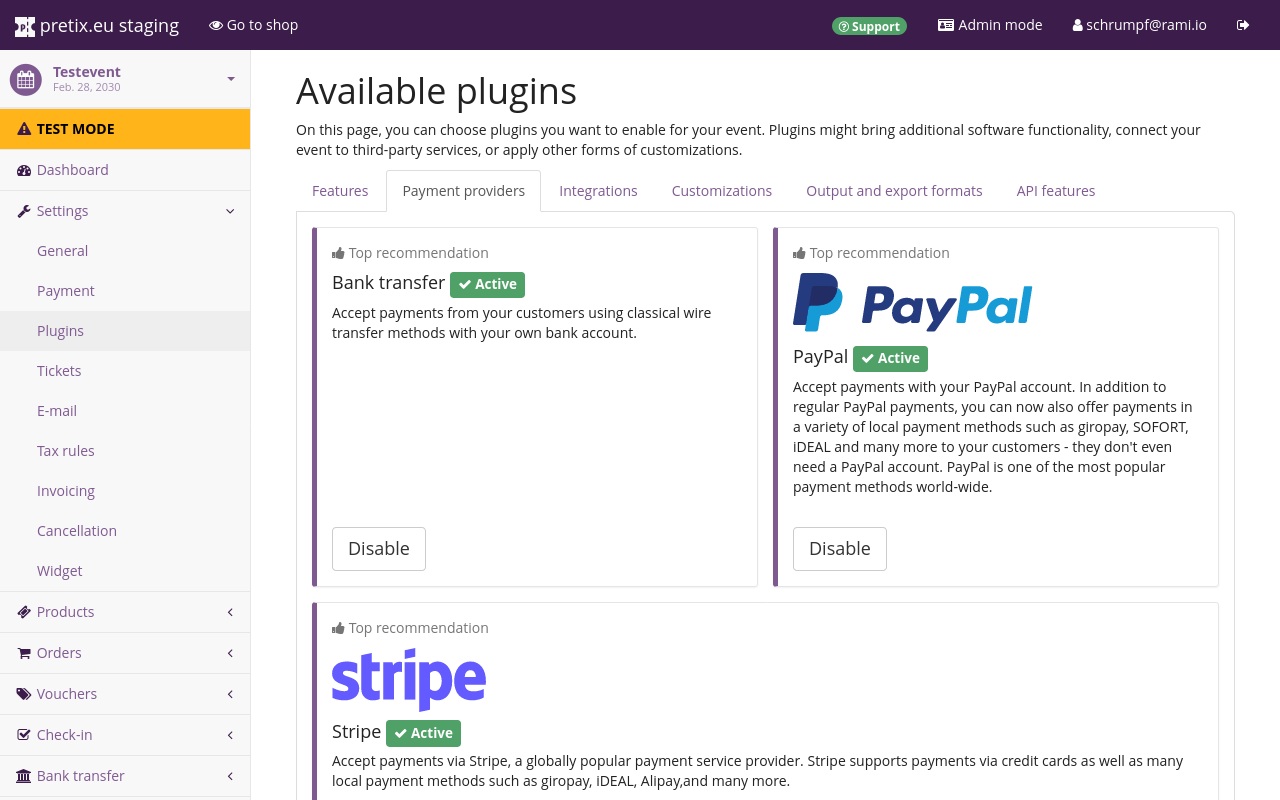 pretix.eu staging
Go to shop
Support
Admin mode
schrumpf@rami.io
Testevent
Feb. 28, 2030
TEST MODE
Dashboard
Settings
General
Payment
Plugins
Tickets
E-mail
Tax rules
Invoicing
Cancellation
Widget
Products
Orders
Vouchers
Check-in
Bank transfer
Available plugins
On this page, you can choose plugins you want to enable for your event. Plugins might bring additional software functionality, connect your
event to third-party services, or apply other forms of customizations.
Features
Payment providers
Integrations
Customizations
Output and export formats
API features
Top recommendation
Bank transfer Active
Accept payments from your customers using classical wire
transfer methods with your own bank account.
Disable
Top recommendation
PayPal
PayPal Active
Accept payments with your PayPal account. In addition to
regular PayPal payments, you can now also offer payments in
a variety of local payment methods such as giropay, SOFORT,
iDEAL and many more to your customers - they don't even
need a PayPal account. PayPal is one of the most popular
payment methods world-wide.
Disable
Top recommendation
stripe
Stripe Active
Accept payments via Stripe, a globally popular payment service provider. Stripe supports payments via credit cards as well as many
local payment methods such as giropay, iDEAL, Alipay,and many more.